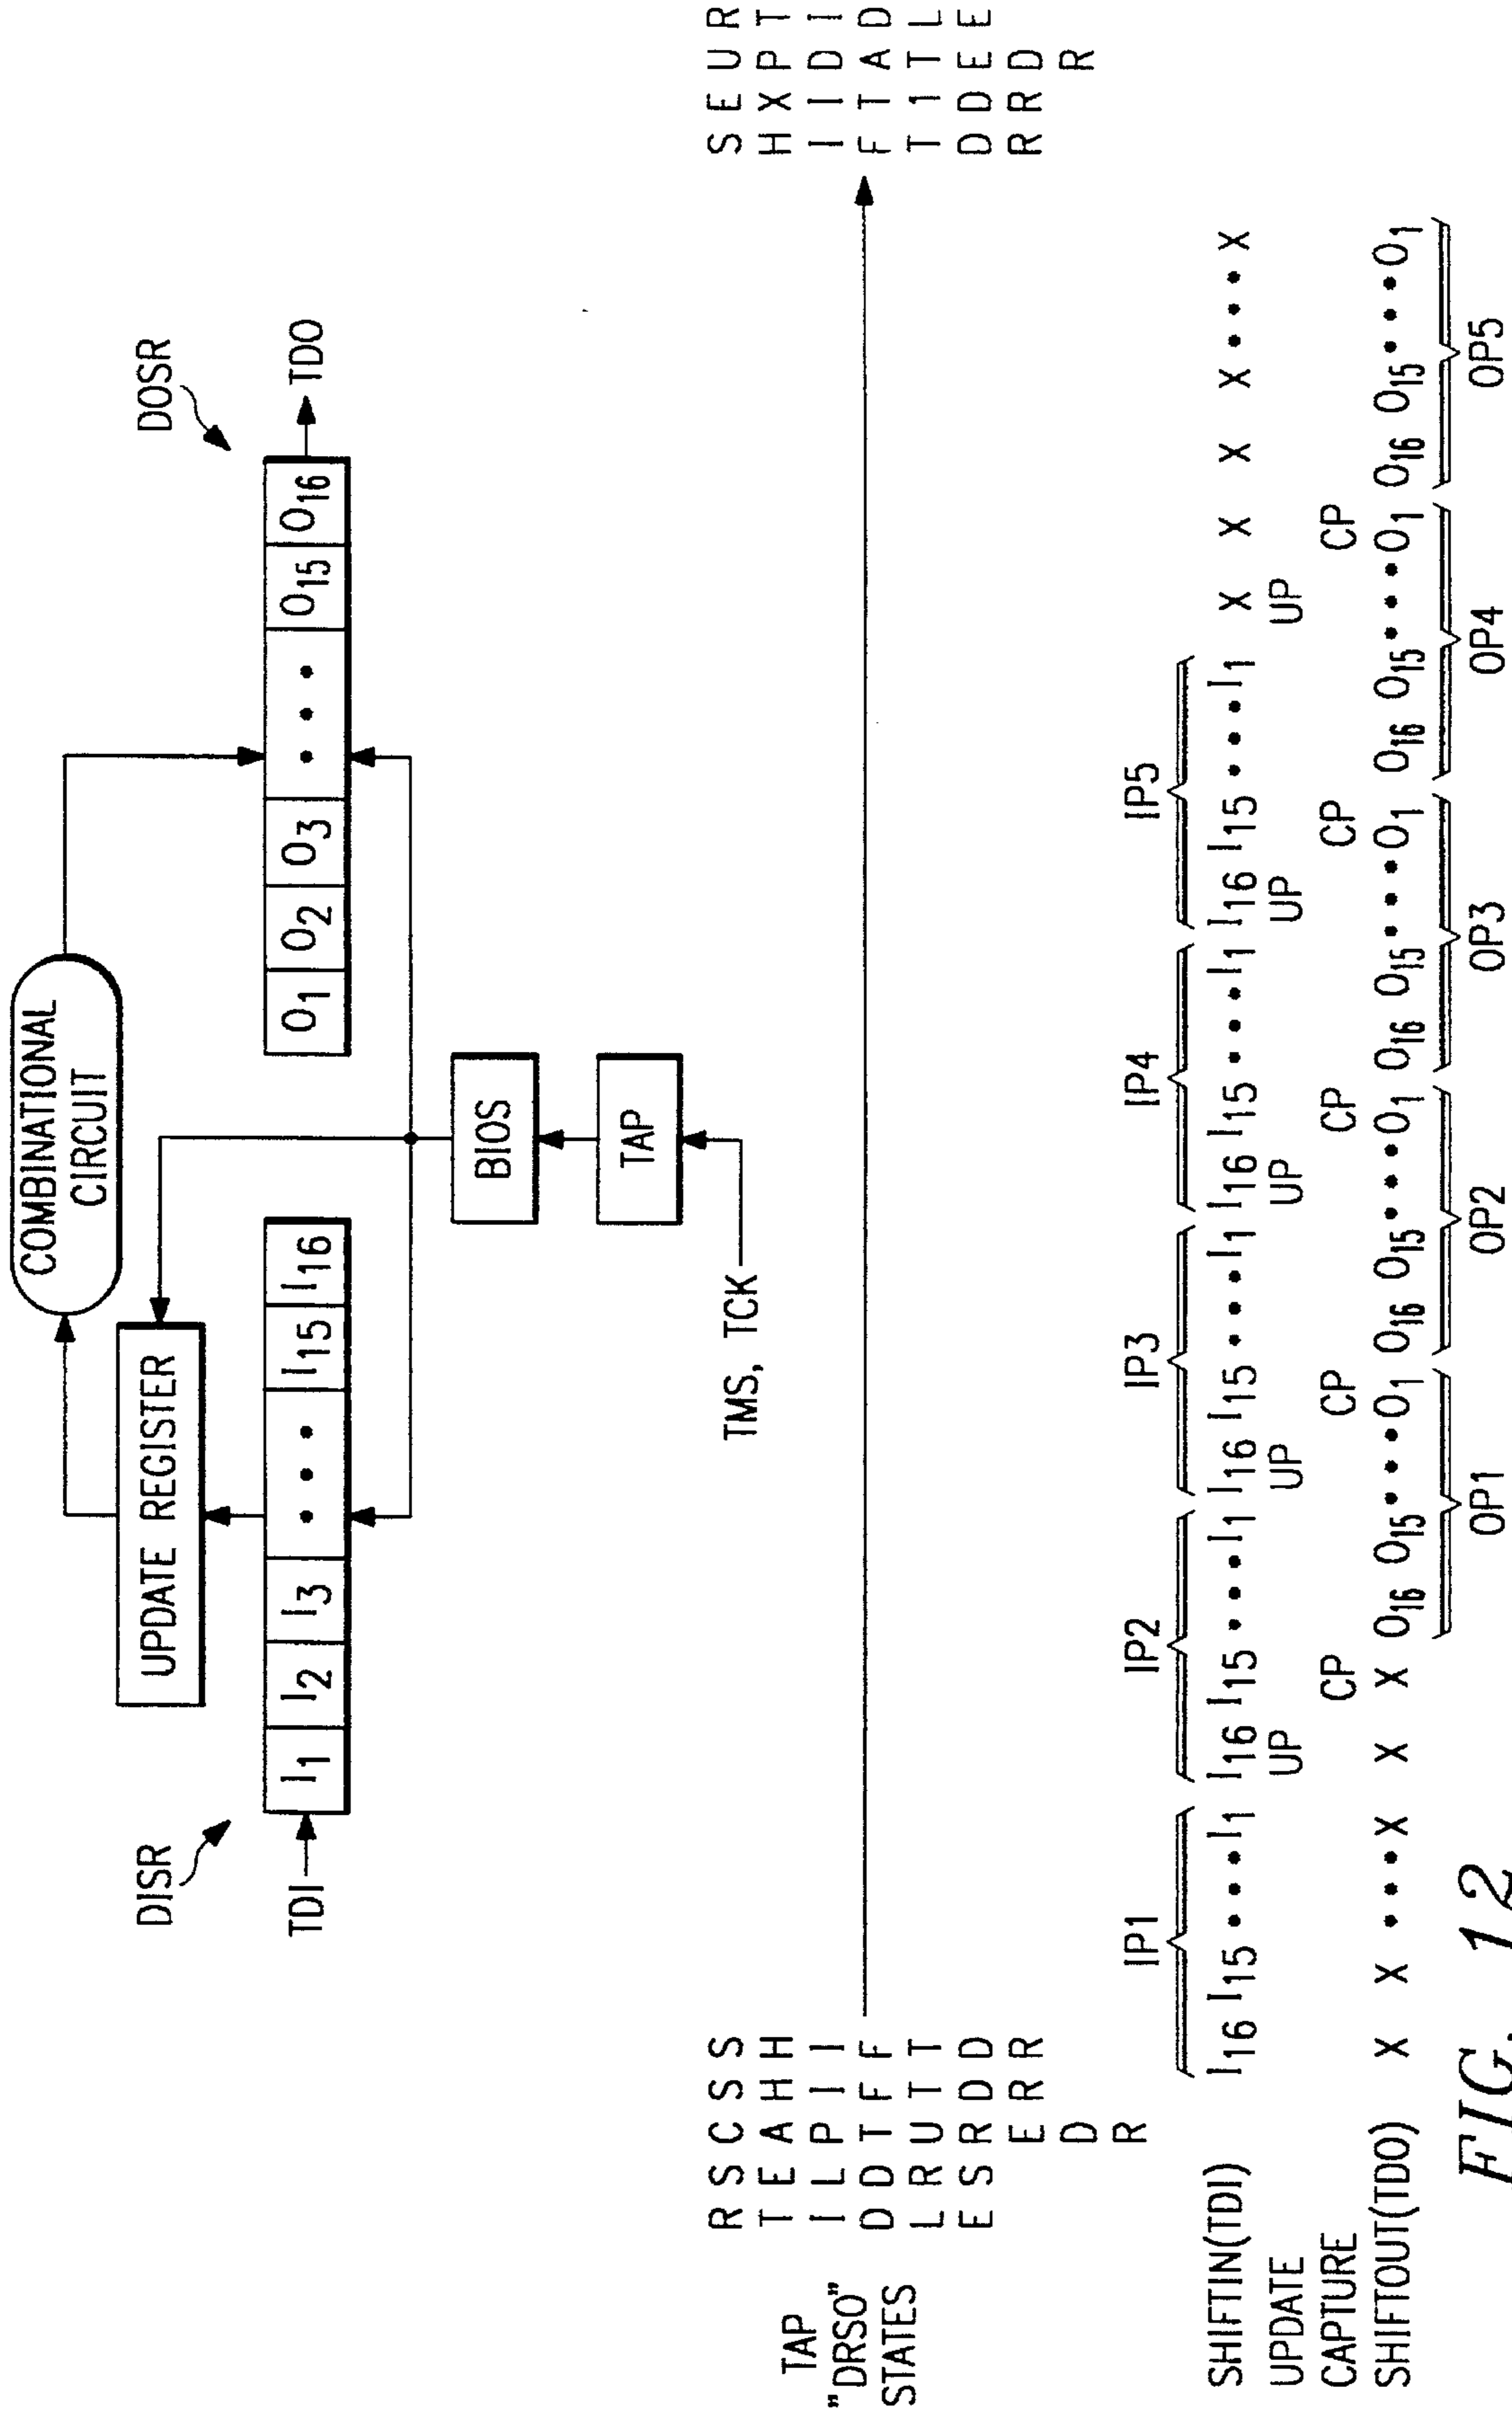 COMBINATIONAL
CIRCUIT
UPDATE REGISTER
DISR
DOSR
TDI
I1 I2 I3 • • • I15 I16
O1 O2 O3 • • • O15 O16
TDO
BIOS
TAP
TMS, TCK
TAP
"DRSO"
STATES
R S C S S
T E A H H
I L P I I
D D T F F
L R U T T
E S R D D
E R R
D
R
S E U R
H X P T
I I D I
F T A D
T 1 T L
D D E E
R R D
R
IP1 IP2 IP3 IP4 IP5
SHIFTIN(TDI) I16 I15 • • • I1 I16 I15 • • • I1 I16 I15 • • • I1 I16 I15 • • • I1 I16 I15 • • • I1 X X X X • • • X
UPDATE UP UP UP UP UP
CAPTURE CP CP CP CP CP
SHIFTOUT(TDO) X X • • • X X X O16 O15 • • • O1 O16 O15 • • • O1 O16 O15 • • • O1 O16 O15 • • • O1 O16 O15 • • • O1
OP1 OP2 OP3 OP4 OP5
FIG. 12